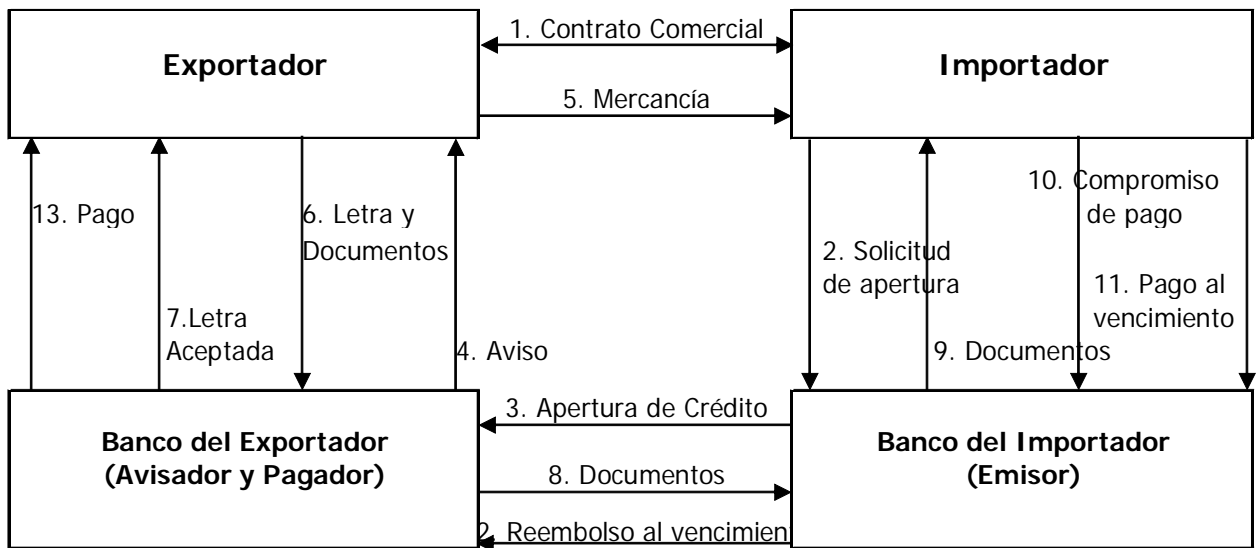 1. Contrato Comercial
Exportador
Importador
5. Mercancía
13. Pago
6. Letra y
Documentos
10. Compromiso
de pago
2. Solicitud
de apertura
11. Pago al
vencimiento
7.Letra
Aceptada
4. Aviso
9. Documentos
3. Apertura de Crédito
Banco del Exportador
(Avisador y Pagador)
Banco del Importador
(Emisor)
8. Documentos
2. Reembolso al vencimien